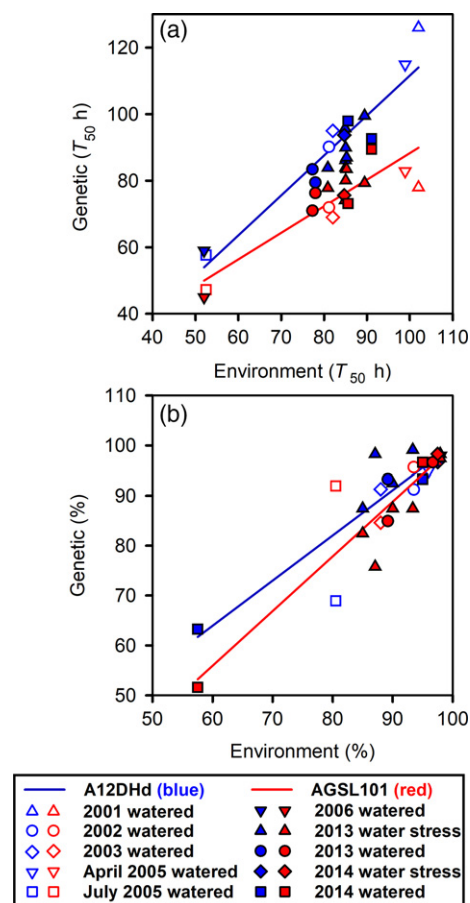 (a)
Genetic (T50 h)
120
100
80
60
40
40 50 60 70 80 90 100 110
Environment (T50 h)
(b)
Genetic (%)
110
100
90
80
70
60
50
50 60 70 80 90 100
Environment (%)
A12DHd (blue) AGSL101 (red)
2001 watered 2006 watered
2002 watered 2013 water stress
2003 watered 2013 watered
April 2005 watered 2014 water stress
July 2005 watered 2014 watered